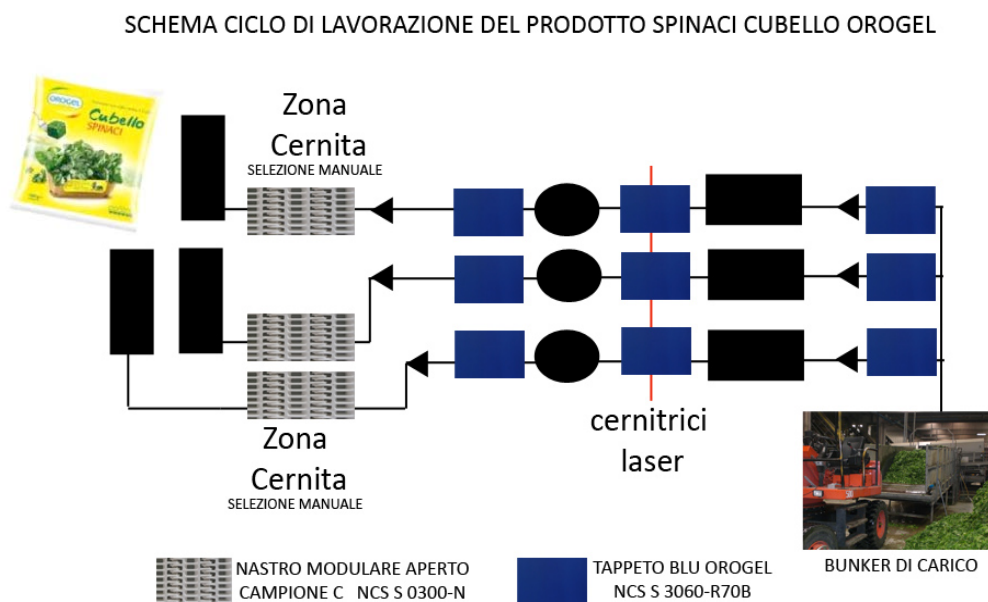 SCHEMA CICLO DI LAVORAZIONE DEL PRODOTTO SPINACI CUBELLO OROGEL
OROGEL
Cubello
SPINACI
Zona
Cernita
SELEZIONE MANUALE
Zona
Cernita
SELEZIONE MANUALE
cernitrici
laser
BUNKER DI CARICO
NASTRO MODULARE APERTO
CAMPIONE C NCS S 0300-N
TAPPETO BLU OROGEL
NCS S 3060-R70B